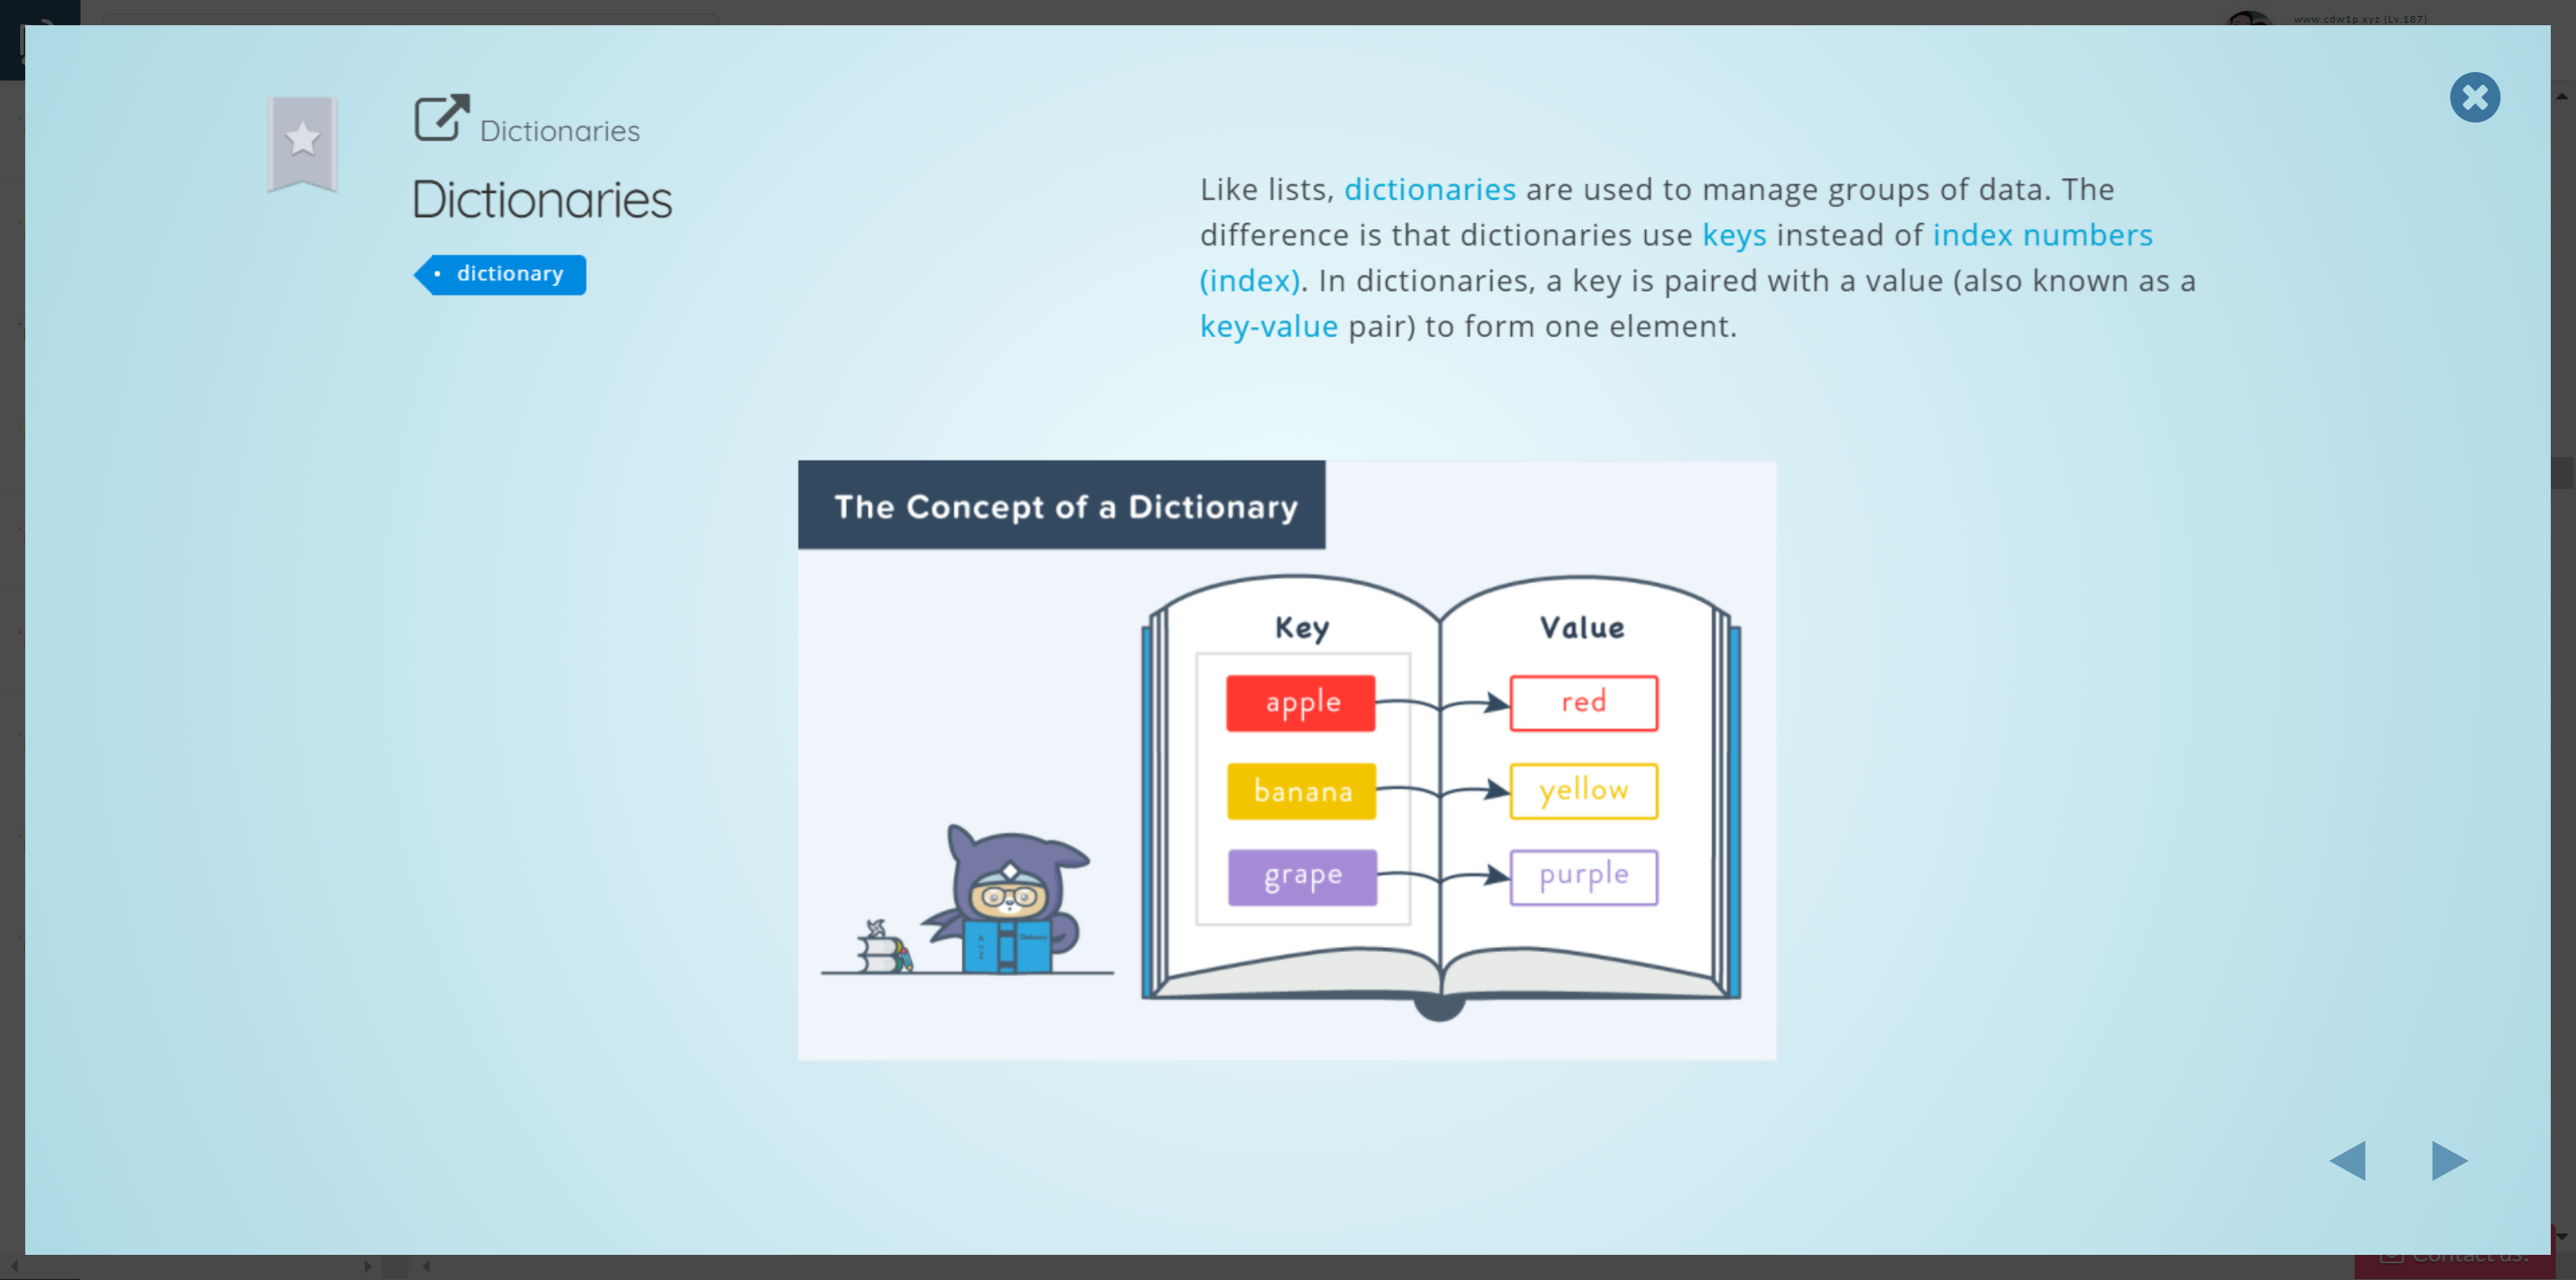 www.cdw1p.xyz (Lv.187)
Dictionaries
Dictionaries
dictionary
Like lists, dictionaries are used to manage groups of data. The
difference is that dictionaries use keys instead of index numbers
(index). In dictionaries, a key is paired with a value (also known as a
key-value pair) to form one element.
The Concept of a Dictionary
Key Value
apple red
banana yellow
grape purple
A
Z
Dictionary
Contact us!